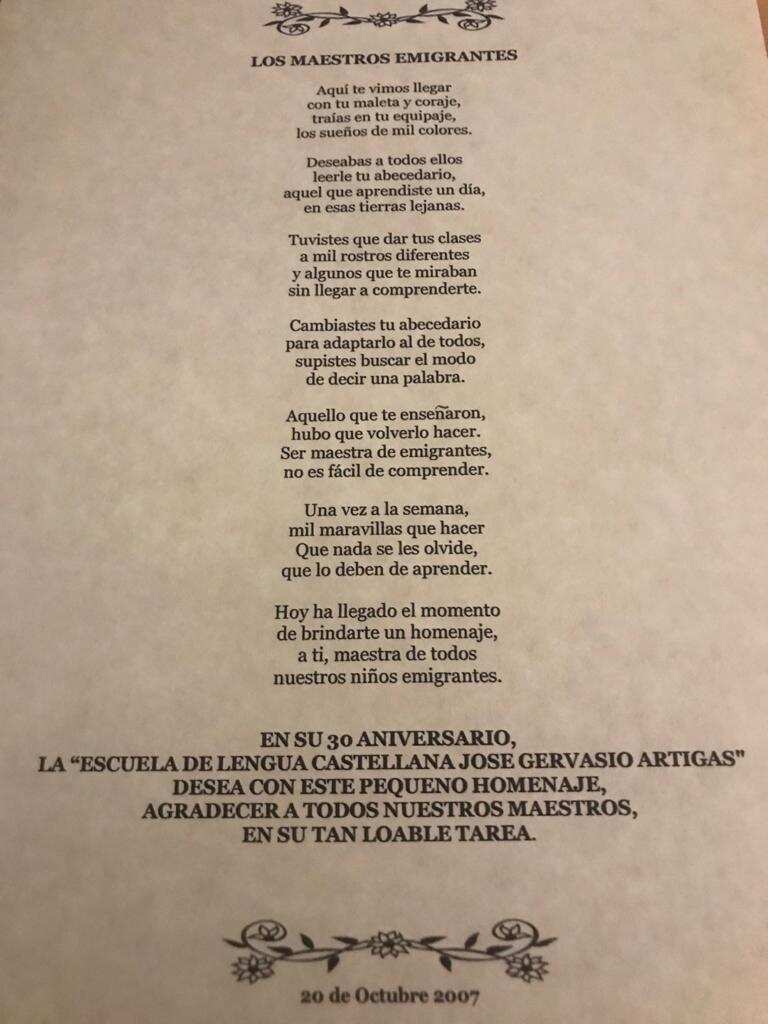 LOS MAESTROS EMIGRANTES
Aquí te vimos llegar
con tu maleta y coraje,
traías en tu equipaje,
los sueños de mil colores.
Deseabas a todos ellos
leerle tu abecedario,
aquel que aprendiste un día,
en esas tierras lejanas.
Tuvistes que dar tus clases
a mil rostros diferentes
y algunos que te miraban
sin llegar a comprenderte.
Cambiastes tu abecedario
para adaptarlo al de todos,
supistes buscar el modo
de decir una palabra.
Aquello que te enseñaron,
hubo que volverlo hacer.
Ser maestra de emigrantes,
no es fácil de comprender.
Una vez a la semana,
mil maravillas que hacer
Que nada se les olvide,
que lo deben de aprender.
Hoy ha llegado el momento
de brindarte un homenaje,
a ti, maestra de todos
nuestros niños emigrantes.
EN SU 30 ANIVERSARIO,
LA “ESCUELA DE LENGUA CASTELLANA JOSE GERVASIO ARTIGAS"
DESEA CON ESTE PEQUENO HOMENAJE,
AGRADECER A TODOS NUESTROS MAESTROS,
EN SU TAN LOABLE TAREA.
20 de Octubre 2007